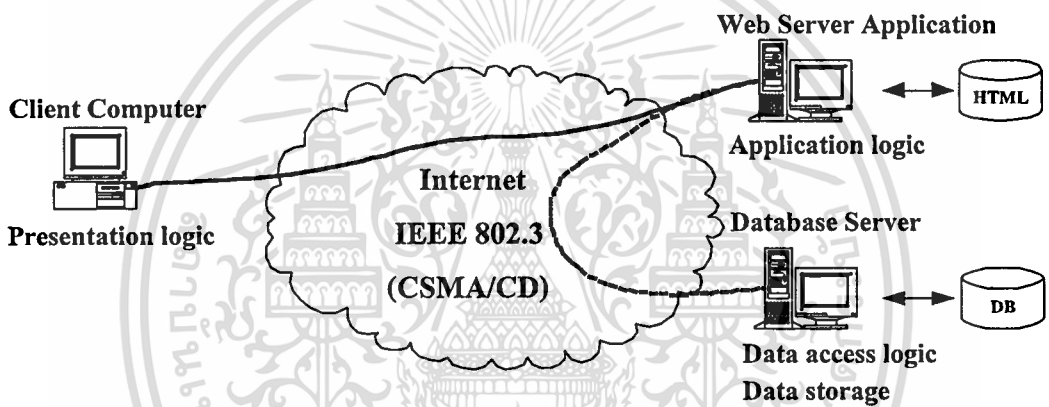 Web Server Application
HTML
Application logic
Client Computer
Presentation logic
Internet
IEEE 802.3
(CSMA/CD)
Database Server
DB
Data access logic
Data storage